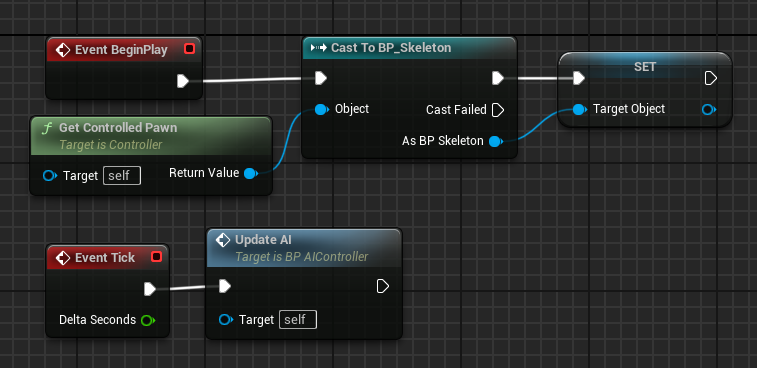 Event BeginPlay
Cast To BP_Skeleton
Object
Cast Failed
As BP Skeleton
SET
Target Object
Get Controlled Pawn
Target is Controller
Target self
Return Value
Event Tick
Delta Seconds
Update AI
Target is BP AIController
Target self